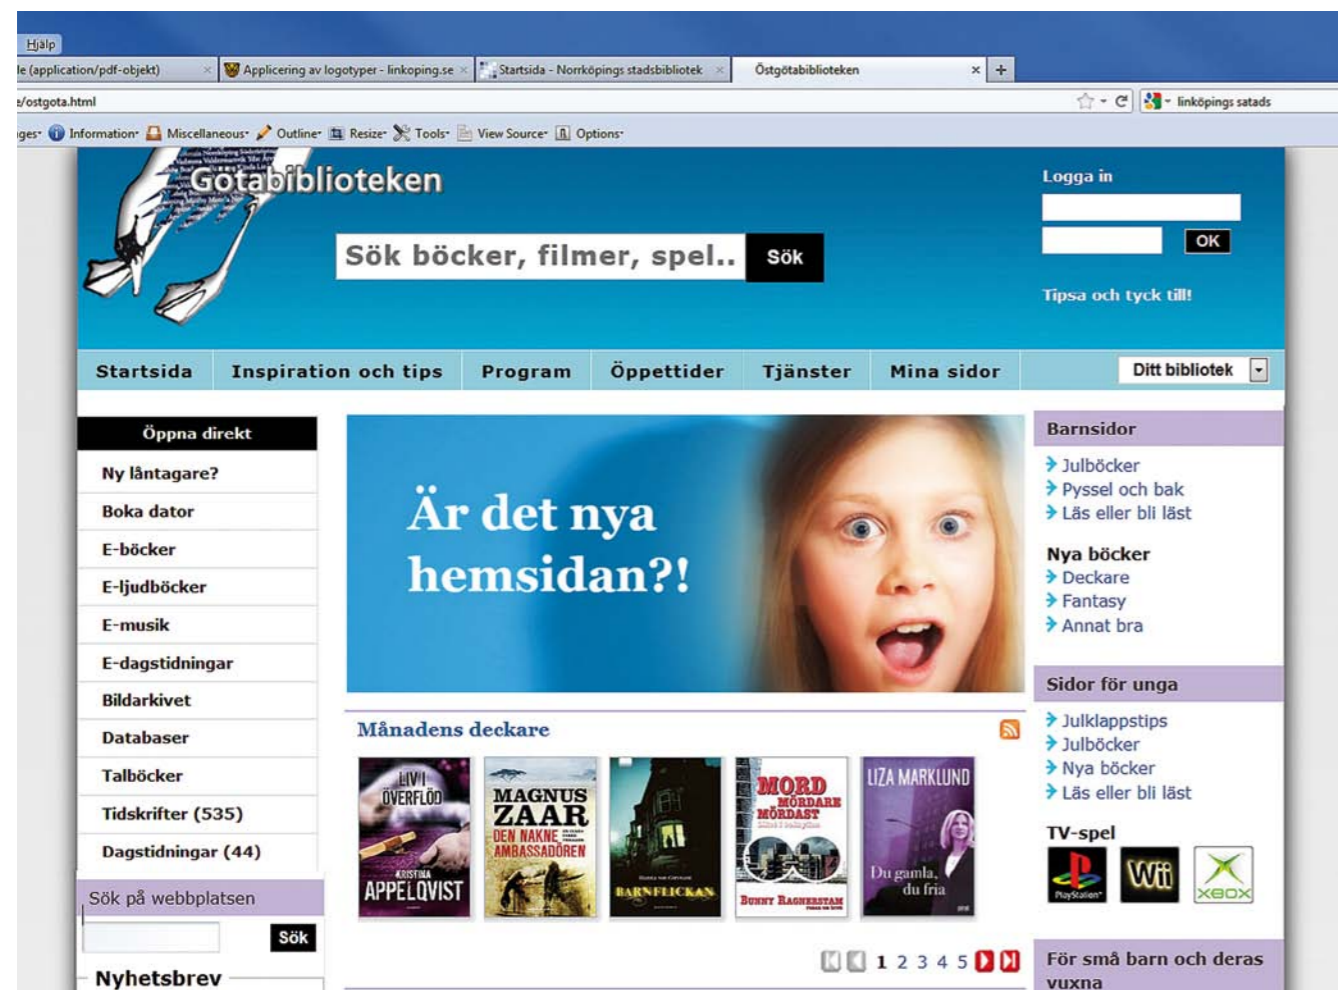 Hjälp
le (application/pdf-objekt)
Applicering av logotyper - linkoping.se
Startsida - Norrköpings stadsbibliotek
Östgötabiblioteken
e/ostgota.html
linköpings satads
ges
Information
Miscellaneous
Outline
Resize
Tools
View Source
Options
Götabiblioteken
Logga in
Sök böcker, filmer, spel..
Sök
OK
Tipsa och tyck till!
Startsida
Inspiration och tips
Program
Öppettider
Tjänster
Mina sidor
Ditt bibliotek
Öppna direkt
Ny låntagare?
Boka dator
E-böcker
E-ljudböcker
E-musik
E-dagstidningar
Bildarkivet
Databaser
Talböcker
Tidskrifter (535)
Dagstidningar (44)
Sök på webbplatsen
Sök
Nyhetsbrev
Är det nya
hemsidan?!
Månadens deckare
LIV I
ÖVERFLÖD
KRISTINA
APPELQVIST
MAGNUS
ZAAR
DEN NAKNE
AMBASSADÖREN
BARNFLICKAN
MORD
MÖRDARE
MÖRDAST
BUNNY RAGNERSTAM
LIZA MARKLUND
Du gamla,
du fria
1 2 3 4 5
Barnsidor
Julböcker
Pyssel och bak
Läs eller bli läst
Nya böcker
Deckare
Fantasy
Annat bra
Sidor för unga
Julklappstips
Julböcker
Nya böcker
Läs eller bli läst
TV-spel
PlayStation
Wii
XBOX
För små barn och deras
vuxna